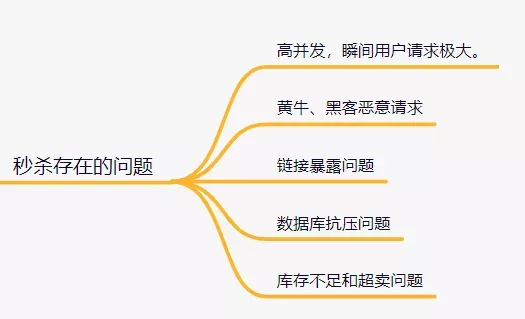 高并发，瞬间用户请求极大。
黄牛、黑客恶意请求
秒杀存在的问题
链接暴露问题
数据库抗压问题
库存不足和超卖问题